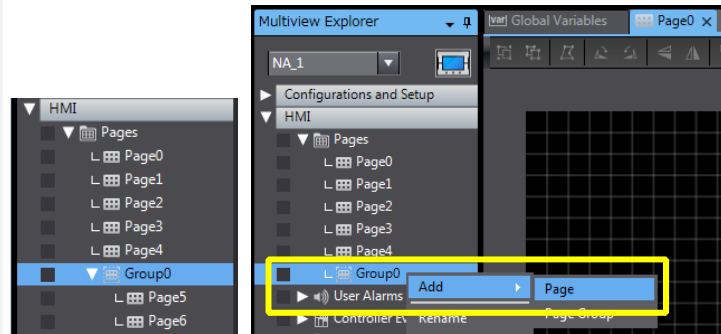 HMI
Pages
Page0
Page1
Page2
Page3
Page4
Group0
Page5
Page6
Multiview Explorer
NA_1
Configurations and Setup
HMI
Pages
Page0
Page1
Page2
Page3
Page4
Group0
User Alarms
Controller Ev
Add
Rename
Page
Page Group
var Global Variables
Page0